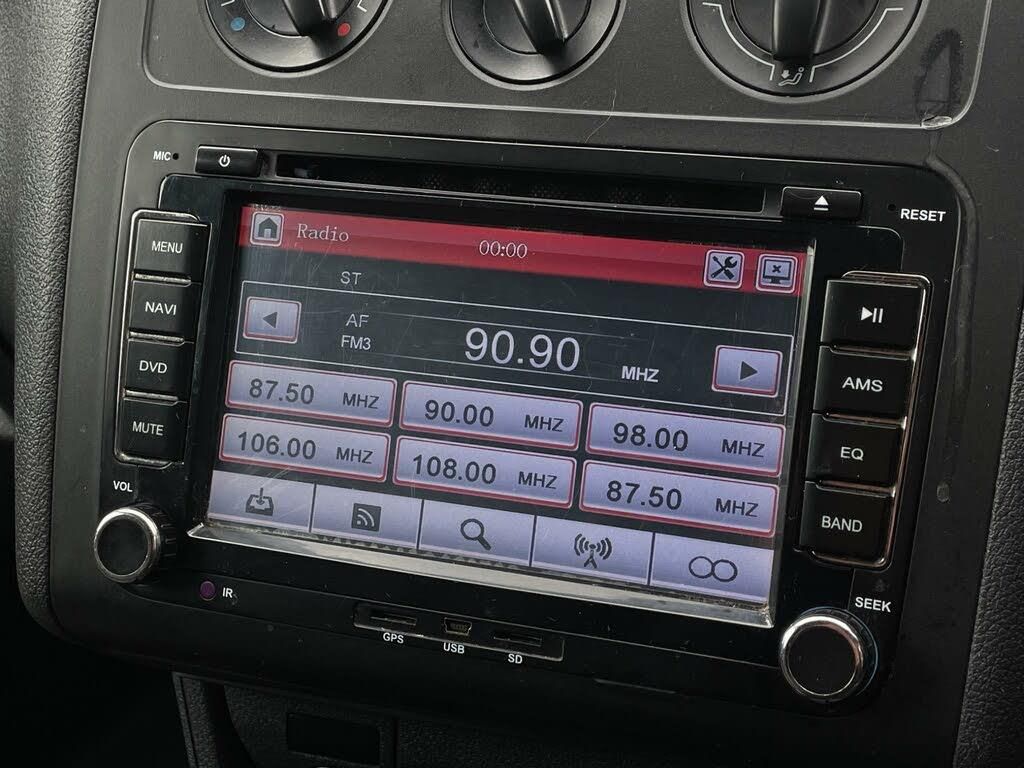 MIC
RESET
MENU
NAVI
DVD
MUTE
VOL
IR
Radio
00:00
ST
AF
FM3
90.90 MHZ
87.50 MHZ
90.00 MHZ
98.00 MHZ
106.00 MHZ
108.00 MHZ
87.50 MHZ
AMS
EQ
BAND
SEEK
GPS
USB
SD